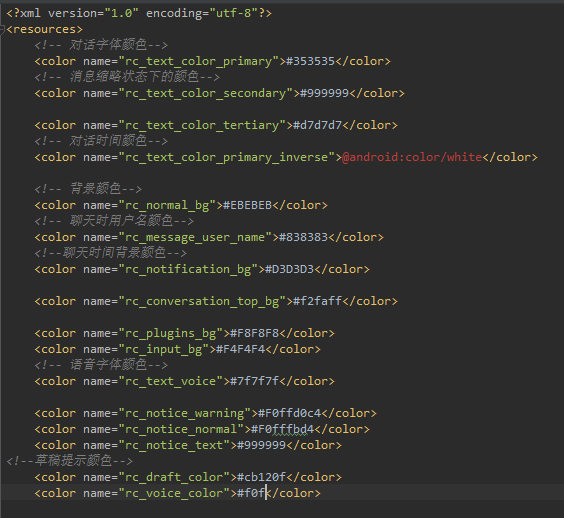 <?xml version="1.0" encoding="utf-8"?>
<resources>
<!-- 对话字体颜色-->
<color name="rc_text_color_primary">#353535</color>
<!-- 消息缩略状态下的颜色-->
<color name="rc_text_color_secondary">#999999</color>
<color name="rc_text_color_tertiary">#d7d7d7</color>
<!-- 对话时间颜色-->
<color name="rc_text_color_primary_inverse">@android:color/white</color>
<!-- 背景颜色-->
<color name="rc_normal_bg">#EBEBEB</color>
<!-- 聊天时用户名颜色-->
<color name="rc_message_user_name">#838383</color>
<!--聊天时间背景颜色-->
<color name="rc_notification_bg">#D3D3D3</color>
<color name="rc_conversation_top_bg">#f2faff</color>
<color name="rc_plugins_bg">#F8F8F8</color>
<color name="rc_input_bg">#F4F4F4</color>
<!-- 语音字体颜色-->
<color name="rc_text_voice">#7f7f7f</color>
<color name="rc_notice_warning">#F0ffd0c4</color>
<color name="rc_notice_normal">#F0fffbd4</color>
<color name="rc_notice_text">#999999</color>
<!--草稿提示颜色-->
<color name="rc_draft_color">#cb120f</color>
<color name="rc_voice_color">#f0f</color>